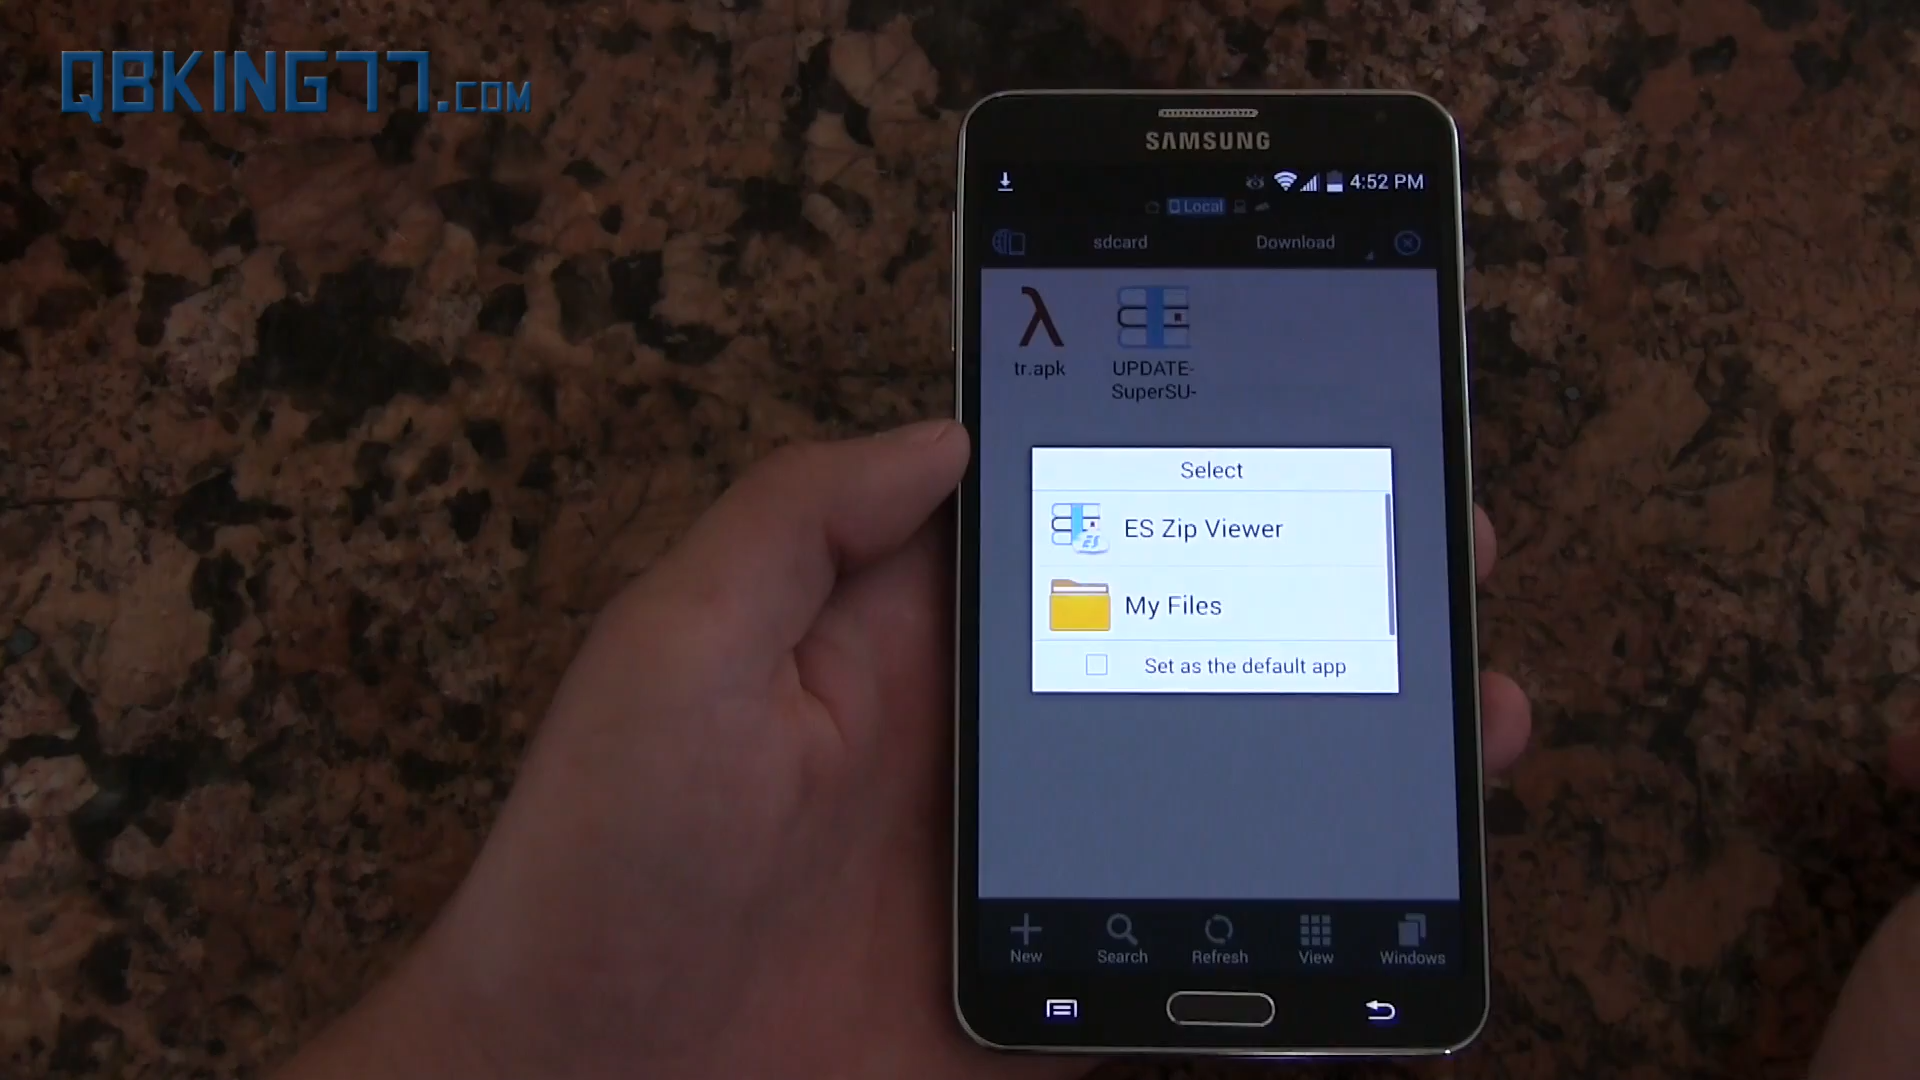 QBKING77.COM
SAMSUNG
4:52 PM
Local
sdcard
Download
tr.apk
UPDATE-
SuperSU-
Select
ES Zip Viewer
ES
My Files
Set as the default app
New
Search
Refresh
View
Windows